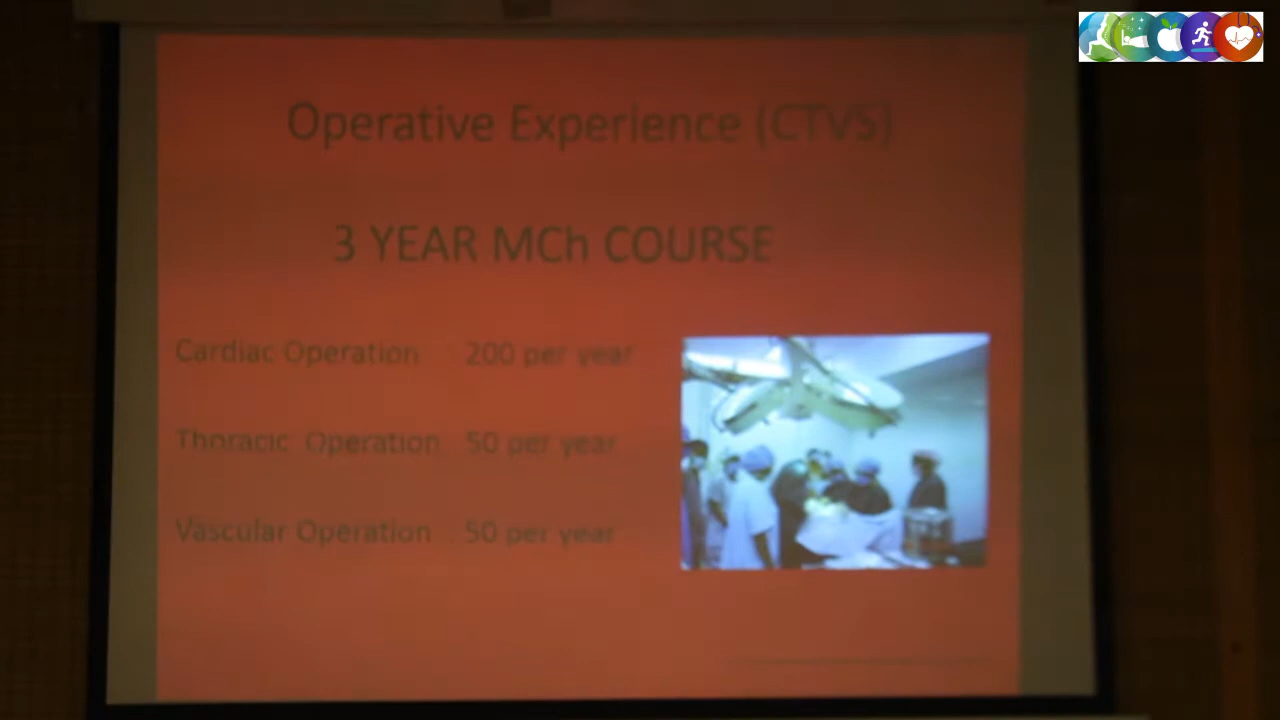 Operative Experience (CTVS)
3 YEAR MCh COURSE
Cardiac Operation : 200 per year
Thoracic Operation : 50 per year
Vascular Operation : 50 per year